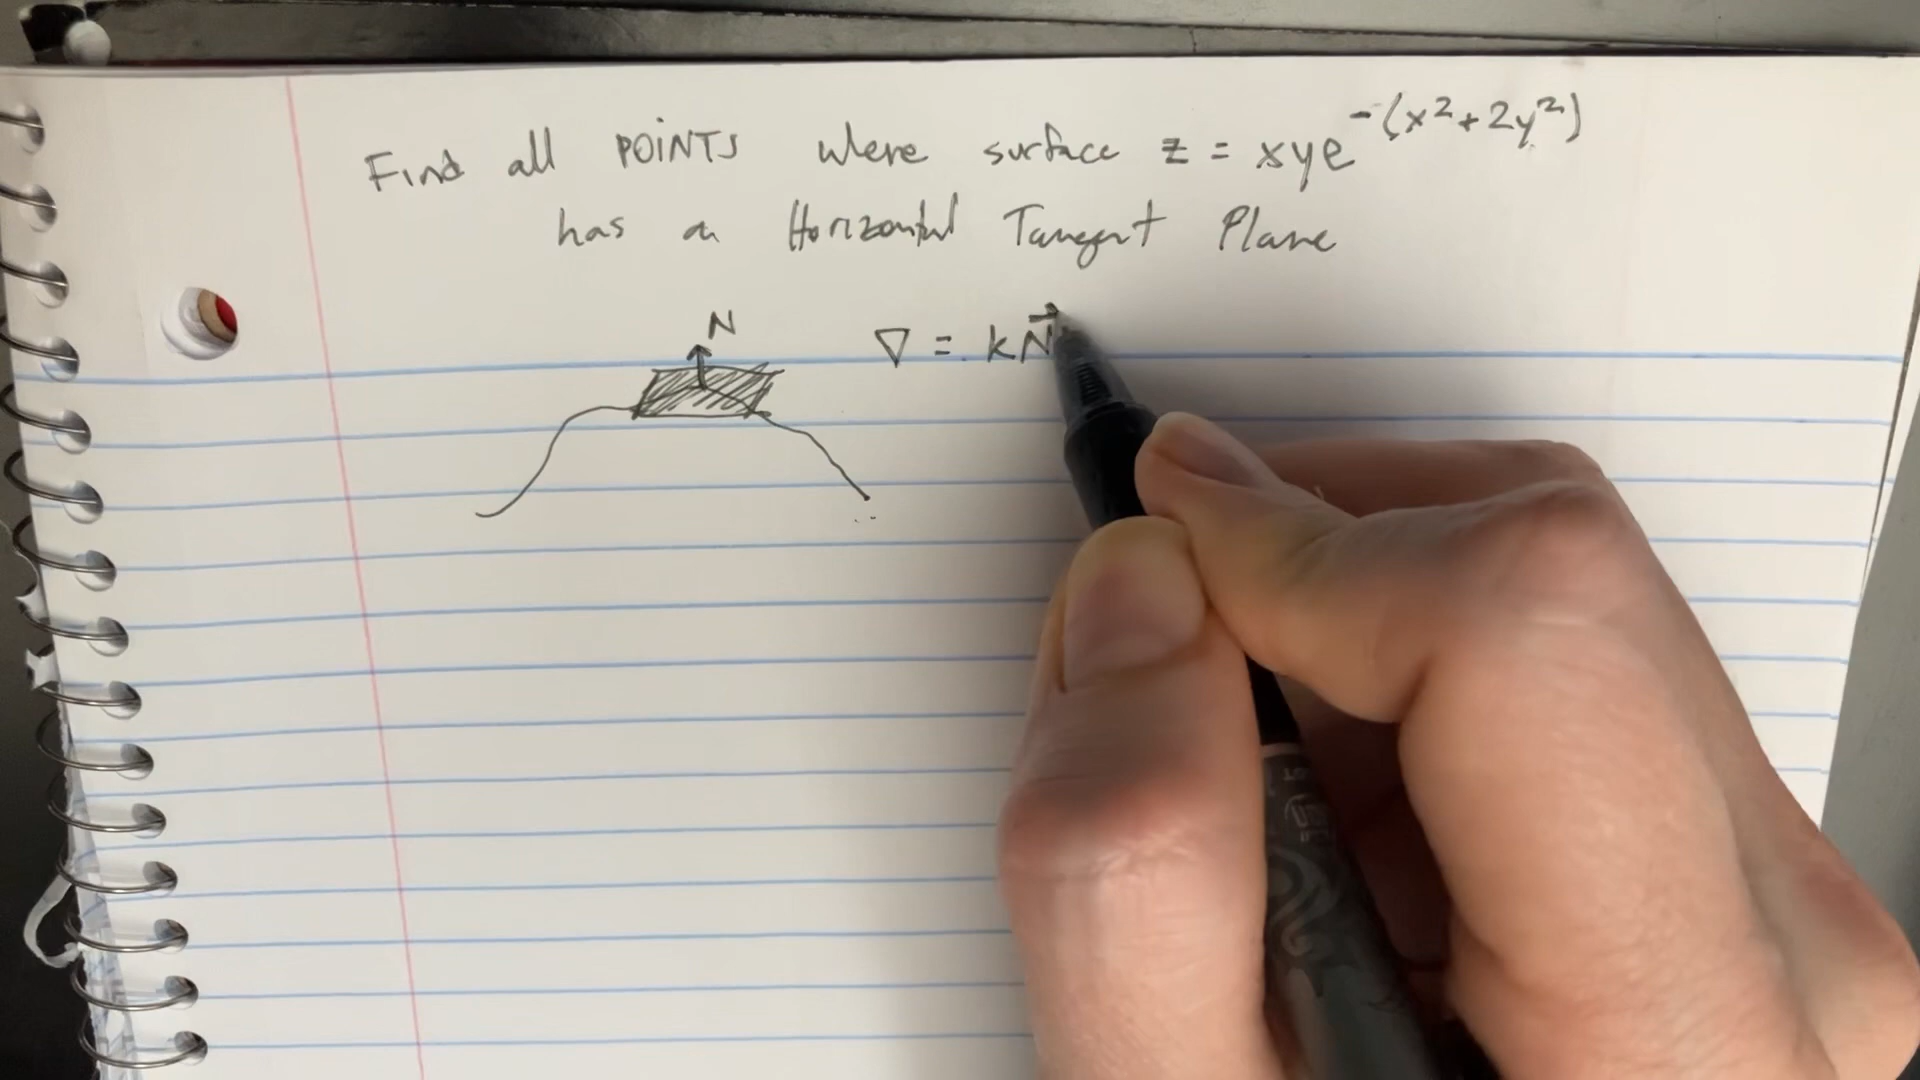 Find all POINTS where surface z = xye^-(x²+2y²)
has a Horizontal Tangent Plane
N
∇ = kN⃗